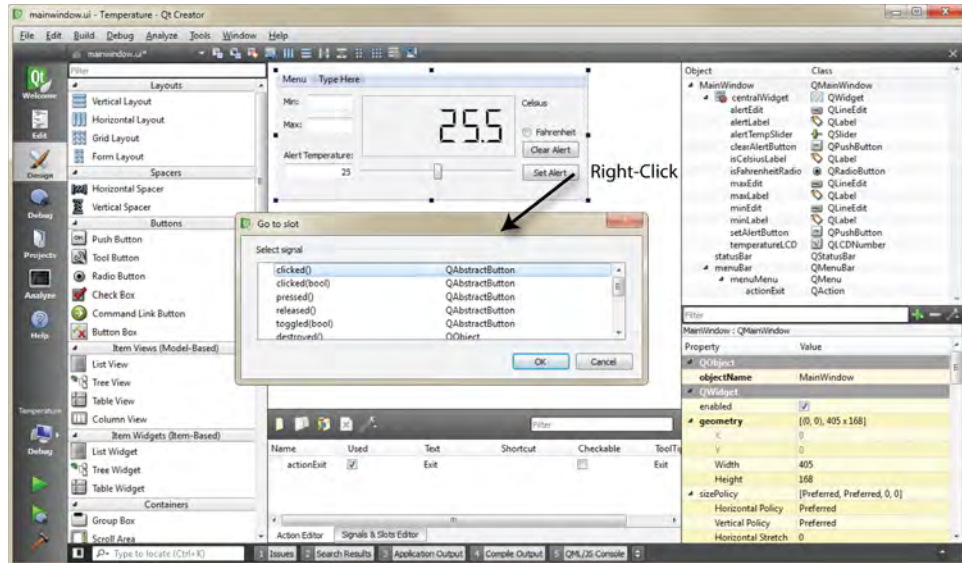 mainwindow.ui - Temperature - Qt Creator
File Edit Build Debug Analyze Tools Window Help
mainwindow.ui*
Qt
Welcome
Edit
Design
Debug
Projects
Analyze
Help
Temperature
Debug
Filter
Layouts
Vertical Layout
Horizontal Layout
Grid Layout
Form Layout
Spacers
Horizontal Spacer
Vertical Spacer
Buttons
Push Button
Tool Button
Radio Button
Check Box
Command Link Button
Button Box
Item Views (Model-Based)
List View
Tree View
Table View
Column View
Item Widgets (Item-Based)
List Widget
Tree Widget
Table Widget
Containers
Group Box
Scroll Area
Menu Type Here
Min:
Max:
25.5
Celsius
Fahrenheit
Clear Alert
Alert Temperature:
25
Set Alert
Right-Click
Go to slot
Select signal
clicked() QAbstractButton
clicked(bool) QAbstractButton
pressed() QAbstractButton
released() QAbstractButton
toggled(bool) QAbstractButton
destroyed() QObject
OK Cancel
Filter
Name Used Text Shortcut Checkable ToolTi
actionExit Exit Exit
Action Editor Signals & Slots Editor
Object Class
MainWindow QMainWindow
centralWidget QWidget
alertEdit QLineEdit
alertLabel QLabel
alertTempSlider QSlider
clearAlertButton QPushButton
isCelsiusLabel QLabel
isFahrenheitRadio QRadioButton
maxEdit QLineEdit
maxLabel QLabel
minEdit QLineEdit
minLabel QLabel
setAlertButton QPushButton
temperatureLCD QLCDNumber
statusBar QStatusBar
menuBar QMenuBar
menuMenu QMenu
actionExit QAction
Filter
MainWindow : QMainWindow
Property Value
QObject
objectName MainWindow
QWidget
enabled
geometry [(0, 0), 405 x 168]
X 0
Y 0
Width 405
Height 168
sizePolicy [Preferred, Preferred, 0, 0]
Horizontal Policy Preferred
Vertical Policy Preferred
Horizontal Stretch 0
Type to locate (Ctrl+K)
1 Issues 2 Search Results 3 Application Output 4 Compile Output 5 QML/JS Console